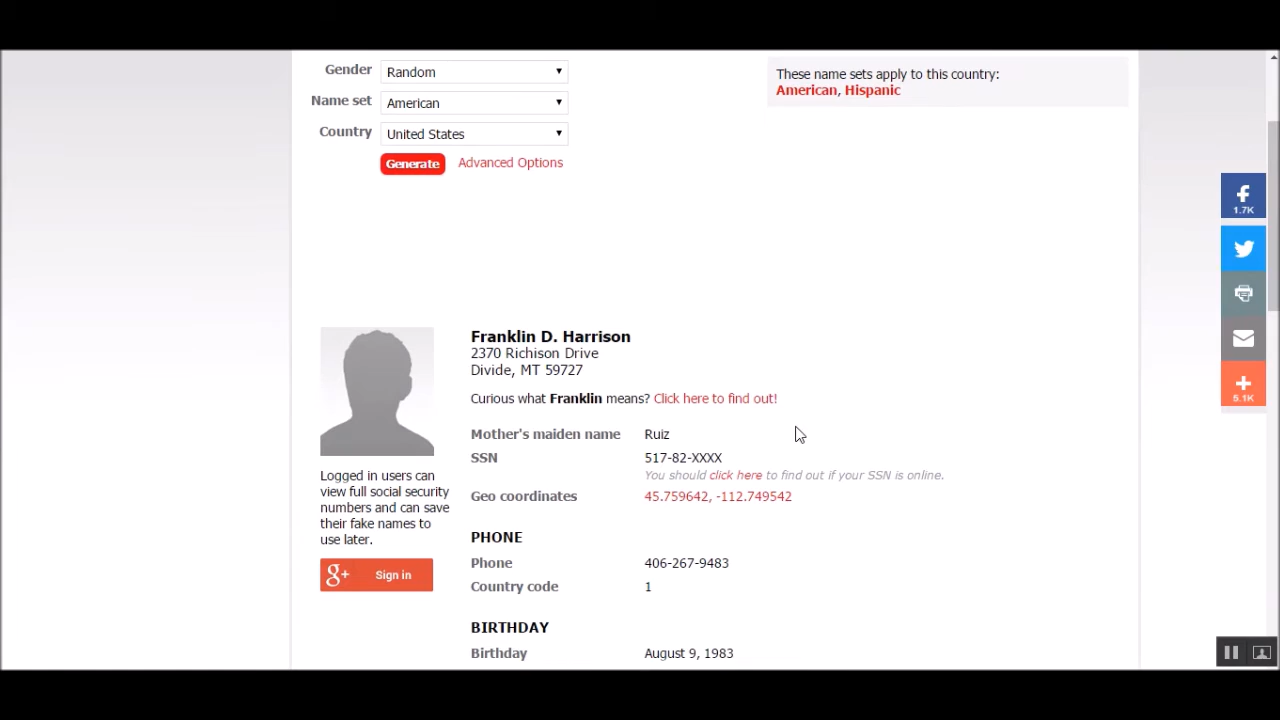 Gender Random
Name set American
Country United States
Generate Advanced Options
These name sets apply to this country:
American, Hispanic
1.7K
5.1K
Franklin D. Harrison
2370 Richison Drive
Divide, MT 59727
Curious what Franklin means? Click here to find out!
Mother's maiden name Ruiz
SSN 517-82-XXXX
You should click here to find out if your SSN is online.
Geo coordinates 45.759642, -112.749542
Logged in users can
view full social security
numbers and can save
their fake names to
use later.
g+ Sign in
PHONE
Phone 406-267-9483
Country code 1
BIRTHDAY
Birthday August 9, 1983